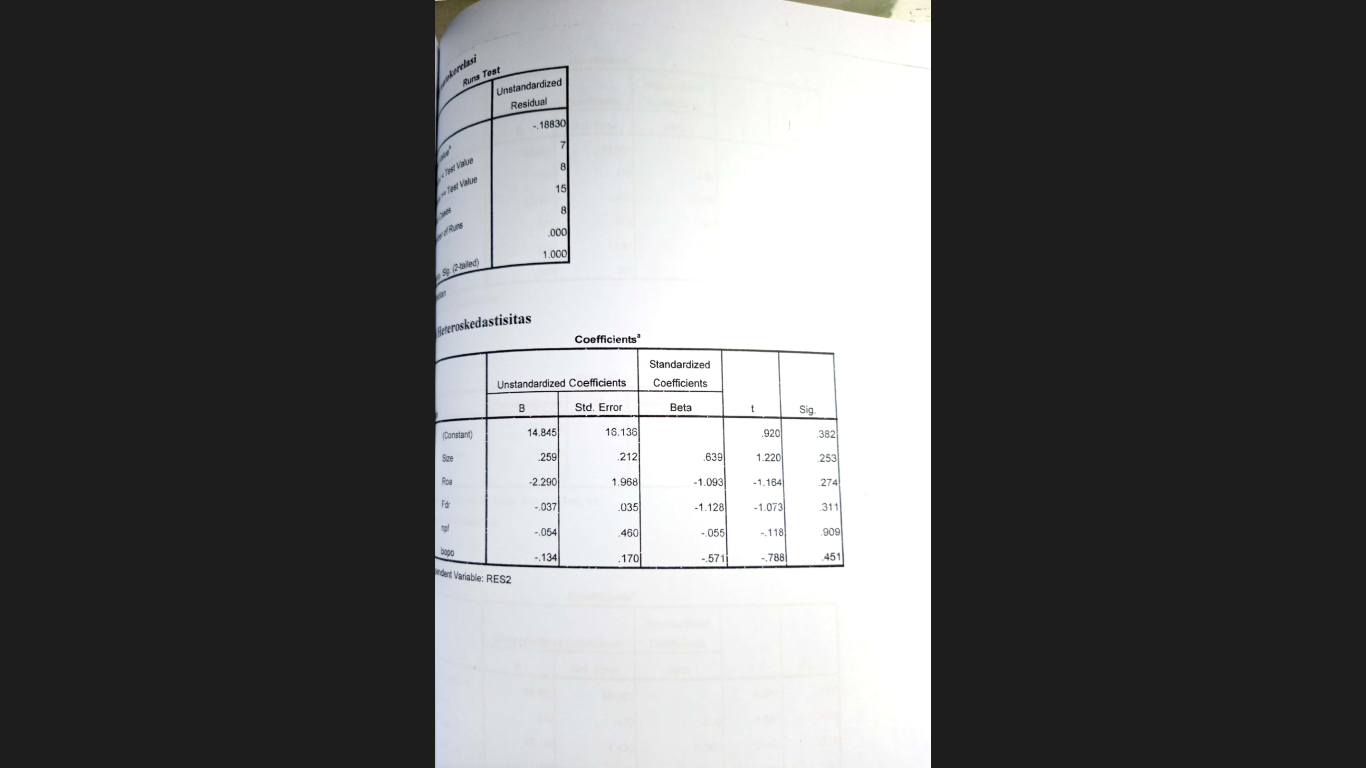 Runs Test
Unstandardized
Residual
-.18830
< Test Value 7
>= Test Value 8
15
of Runs 8
.000
Sig. (2-tailed) 1.000
Heteroskedastisitas
Coefficientsª
Unstandardized Coefficients Standardized Coefficients t Sig.
B Std. Error Beta
(Constant) 14.845 16.136 .920 .382
Size .259 .212 .639 1.220 .253
Roa -2.290 1.968 -1.093 -1.164 .274
Fdr -.037 .035 -1.128 -1.073 .311
npf -.054 .460 -.055 -.118 .909
bopo -.134 .170 -.571 -.788 .451
Variable: RES2